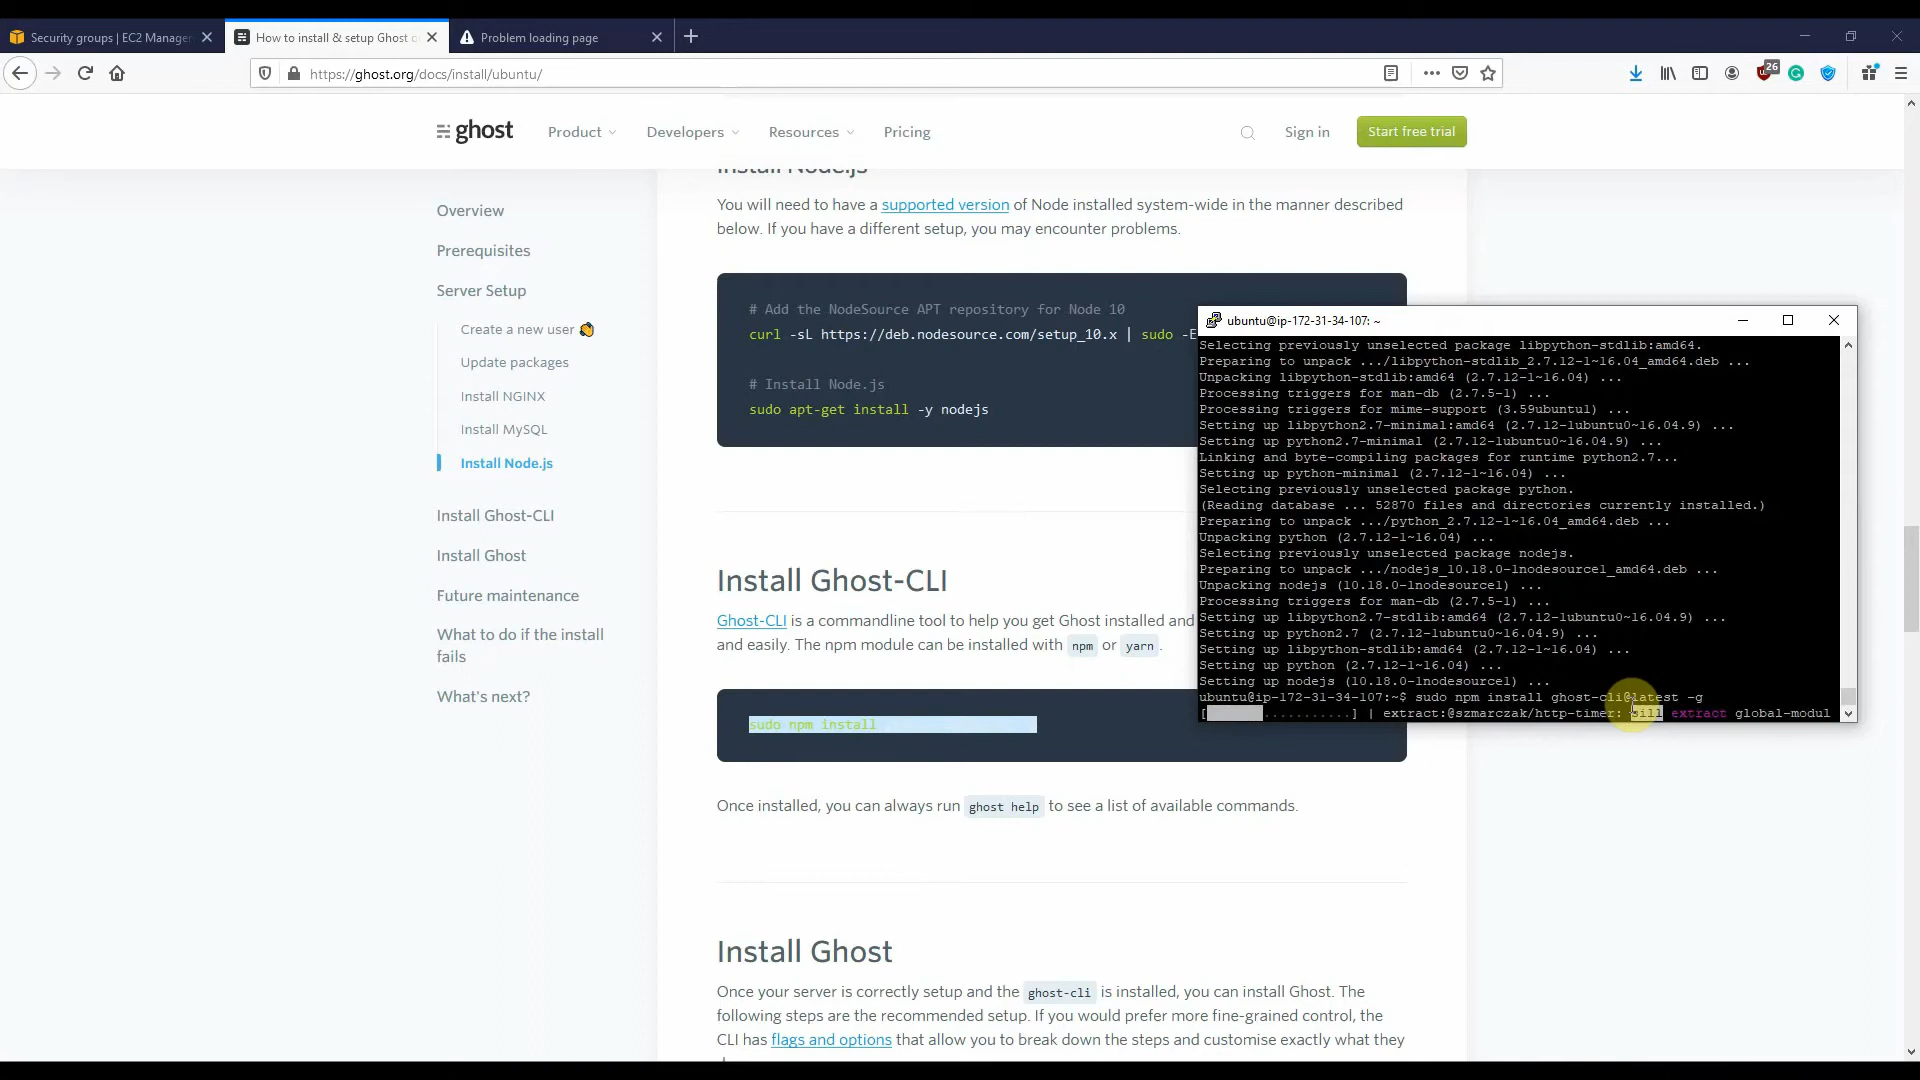 Security groups | EC2 Manage
How to install & setup Ghost o
Problem loading page
https://ghost.org/docs/install/ubuntu/
26
ghost
Product
Developers
Resources
Pricing
Sign in
Start free trial
Overview
Prerequisites
Server Setup
Create a new user
Update packages
Install NGINX
Install MySQL
Install Node.js
Install Ghost-CLI
Install Ghost
Future maintenance
What to do if the install
fails
What's next?
Install Node.js
You will need to have a supported version of Node installed system-wide in the manner described
below. If you have a different setup, you may encounter problems.
# Add the NodeSource APT repository for Node 10
curl -sL https://deb.nodesource.com/setup_10.x | sudo -E
# Install Node.js
sudo apt-get install -y nodejs
Install Ghost-CLI
Ghost-CLI is a commandline tool to help you get Ghost installed and
and easily. The npm module can be installed with npm or yarn.
sudo npm install
Once installed, you can always run ghost help to see a list of available commands.
Install Ghost
Once your server is correctly setup and the ghost-cli is installed, you can install Ghost. The
following steps are the recommended setup. If you would prefer more fine-grained control, the
CLI has flags and options that allow you to break down the steps and customise exactly what they
ubuntu@ip-172-31-34-107: ~
Selecting previously unselected package libpython-stdlib:amd64.
Preparing to unpack .../libpython-stdlib_2.7.12-1~16.04_amd64.deb ...
Unpacking libpython-stdlib:amd64 (2.7.12-1~16.04) ...
Processing triggers for man-db (2.7.5-1) ...
Processing triggers for mime-support (3.59ubuntu1) ...
Setting up libpython2.7-minimal:amd64 (2.7.12-1ubuntu0~16.04.9) ...
Setting up python2.7-minimal (2.7.12-1ubuntu0~16.04.9) ...
Linking and byte-compiling packages for runtime python2.7...
Setting up python-minimal (2.7.12-1~16.04) ...
Selecting previously unselected package python.
(Reading database ... 52870 files and directories currently installed.)
Preparing to unpack .../python_2.7.12-1~16.04_amd64.deb ...
Unpacking python (2.7.12-1~16.04) ...
Selecting previously unselected package nodejs.
Preparing to unpack .../nodejs_10.18.0-1nodesource1_amd64.deb ...
Unpacking nodejs (10.18.0-1nodesource1) ...
Processing triggers for man-db (2.7.5-1) ...
Setting up libpython2.7-stdlib:amd64 (2.7.12-1ubuntu0~16.04.9) ...
Setting up python2.7 (2.7.12-1ubuntu0~16.04.9) ...
Setting up libpython-stdlib:amd64 (2.7.12-1~16.04) ...
Setting up python (2.7.12-1~16.04) ...
Setting up nodejs (10.18.0-1nodesource1) ...
ubuntu@ip-172-31-34-107:~$ sudo npm install ghost-cli@latest -g
[ ...........] | extract:@szmarczak/http-timer: sill extract global-modul